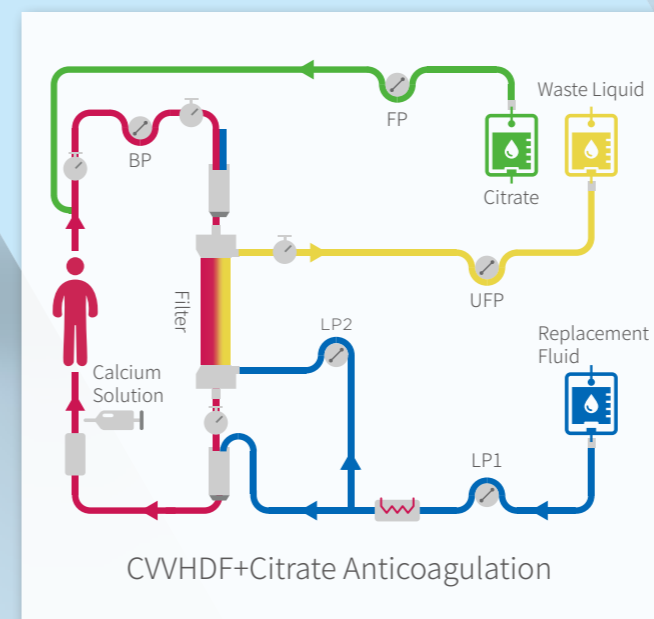 Waste Liquid
FP
BP
Citrate
UFP
Filter
LP2
Replacement
Fluid
Calcium
Solution
LP1
CVVHDF+Citrate Anticoagulation